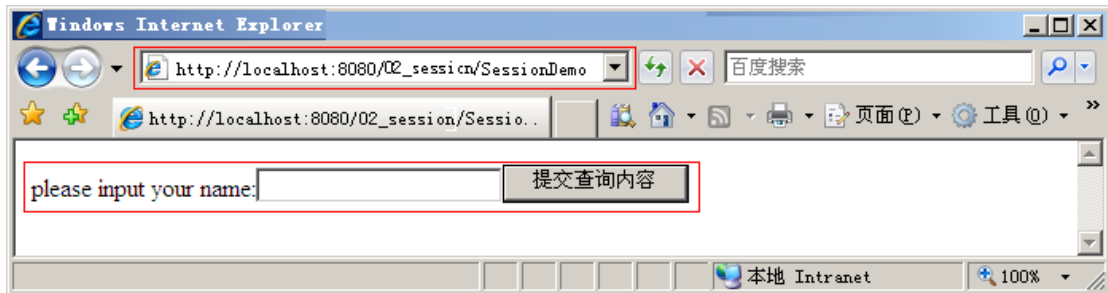 Windows Internet Explorer
http://localhost:8080/02_session/SessionDemo
百度搜索
http://localhost:8080/02_session/Sessio..
页面(P)
工具(O)
»
please input your name:
提交查询内容
本地 Intranet
100%